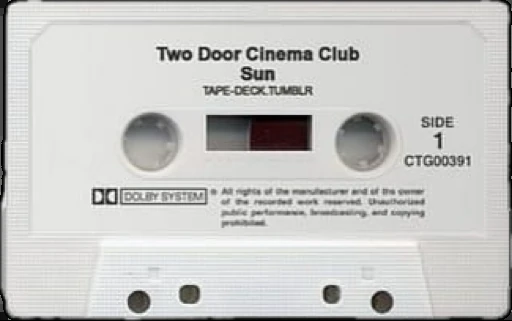 Two Door Cinema Club
Sun
TAPE-DECK.TUMBLR
SIDE
1
CTG00391
DOLBY SYSTEM
All rights of the manufacturer and of the owner
of the recorded work reserved. Unauthorized
public performance, broadcasting, and copying
prohibited.